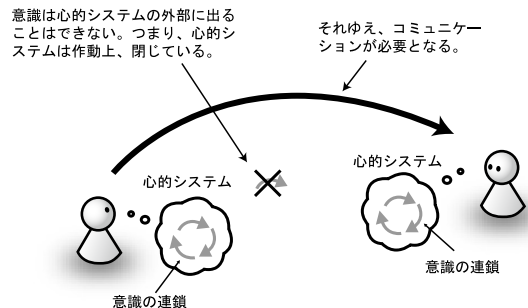 意識は心的システムの外部に出る
ことはできない。つまり、心的シ
ステムは作動上、閉じている。
それゆえ、コミュニケー
ションが必要となる。
心的システム
心的システム
意識の連鎖
意識の連鎖